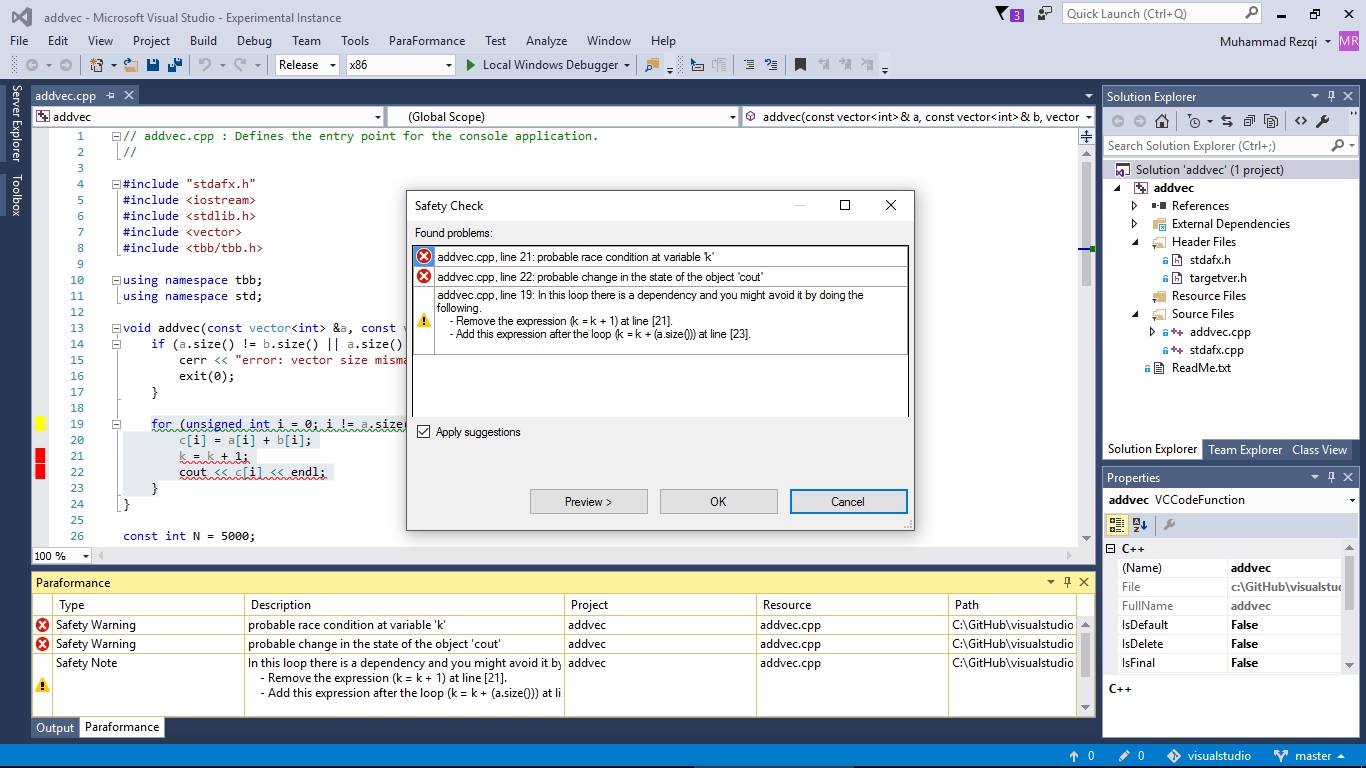 addvec - Microsoft Visual Studio - Experimental Instance
3
Quick Launch (Ctrl+Q)
File Edit View Project Build Debug Team Tools ParaFormance Test Analyze Window Help
Muhammad Rezqi MR
Release x86 Local Windows Debugger
Server Explorer
Toolbox
addvec.cpp
addvec (Global Scope) addvec(const vector<int>& a, const vector<int>& b, vector
1 // addvec.cpp : Defines the entry point for the console application.
2 //
3
4 #include "stdafx.h"
5 #include <iostream>
6 #include <stdlib.h>
7 #include <vector>
8 #include <tbb/tbb.h>
9
10 using namespace tbb;
11 using namespace std;
12
13 void addvec(const vector<int> &a, const v
14 if (a.size() != b.size() || a.size()
15 cerr << "error: vector size misma
16 exit(0);
17 }
18
19 for (unsigned int i = 0; i != a.size(
20 c[i] = a[i] + b[i];
21 k = k + 1;
22 cout << c[i] << endl;
23 }
24 }
25
26 const int N = 5000;
100 %
Safety Check
Found problems:
addvec.cpp, line 21: probable race condition at variable 'k'
addvec.cpp, line 22: probable change in the state of the object 'cout'
addvec.cpp, line 19: In this loop there is a dependency and you might avoid it by doing the
following.
- Remove the expression (k = k + 1) at line [21].
- Add this expression after the loop (k = k + (a.size())) at line [23].
Apply suggestions
Preview > OK Cancel
Solution Explorer
Search Solution Explorer (Ctrl+;)
Solution 'addvec' (1 project)
addvec
References
External Dependencies
Header Files
stdafx.h
targetver.h
Resource Files
Source Files
addvec.cpp
stdafx.cpp
ReadMe.txt
Solution Explorer Team Explorer Class View
Properties
addvec VCCodeFunction
C++
(Name) addvec
File c:\GitHub\visualstu
FullName addvec
IsDefault False
IsDelete False
IsFinal False
C++
Paraformance
Type Description Project Resource Path
Safety Warning probable race condition at variable 'k' addvec addvec.cpp C:\GitHub\visualstudio
Safety Warning probable change in the state of the object 'cout' addvec addvec.cpp C:\GitHub\visualstudio
Safety Note In this loop there is a dependency and you might avoid it by addvec addvec.cpp C:\GitHub\visualstudio
- Remove the expression (k = k + 1) at line [21].
- Add this expression after the loop (k = k + (a.size())) at li
Output Paraformance
0 0 visualstudio master